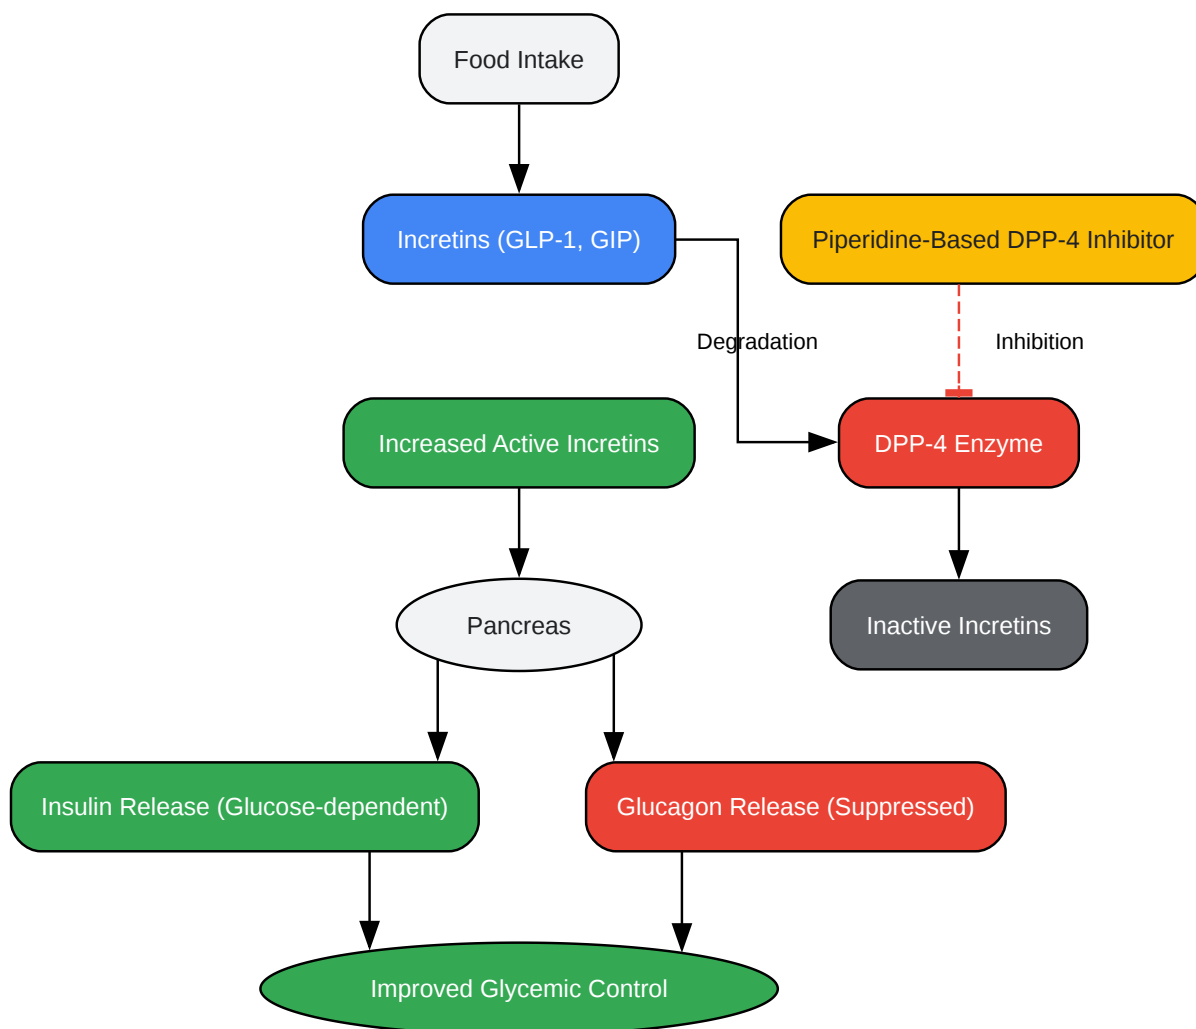 Food Intake
Incretins (GLP-1, GIP)
Piperidine-Based DPP-4 Inhibitor
Degradation
Inhibition
Increased Active Incretins
DPP-4 Enzyme
Pancreas
Inactive Incretins
Insulin Release (Glucose-dependent)
Glucagon Release (Suppressed)
Improved Glycemic Control